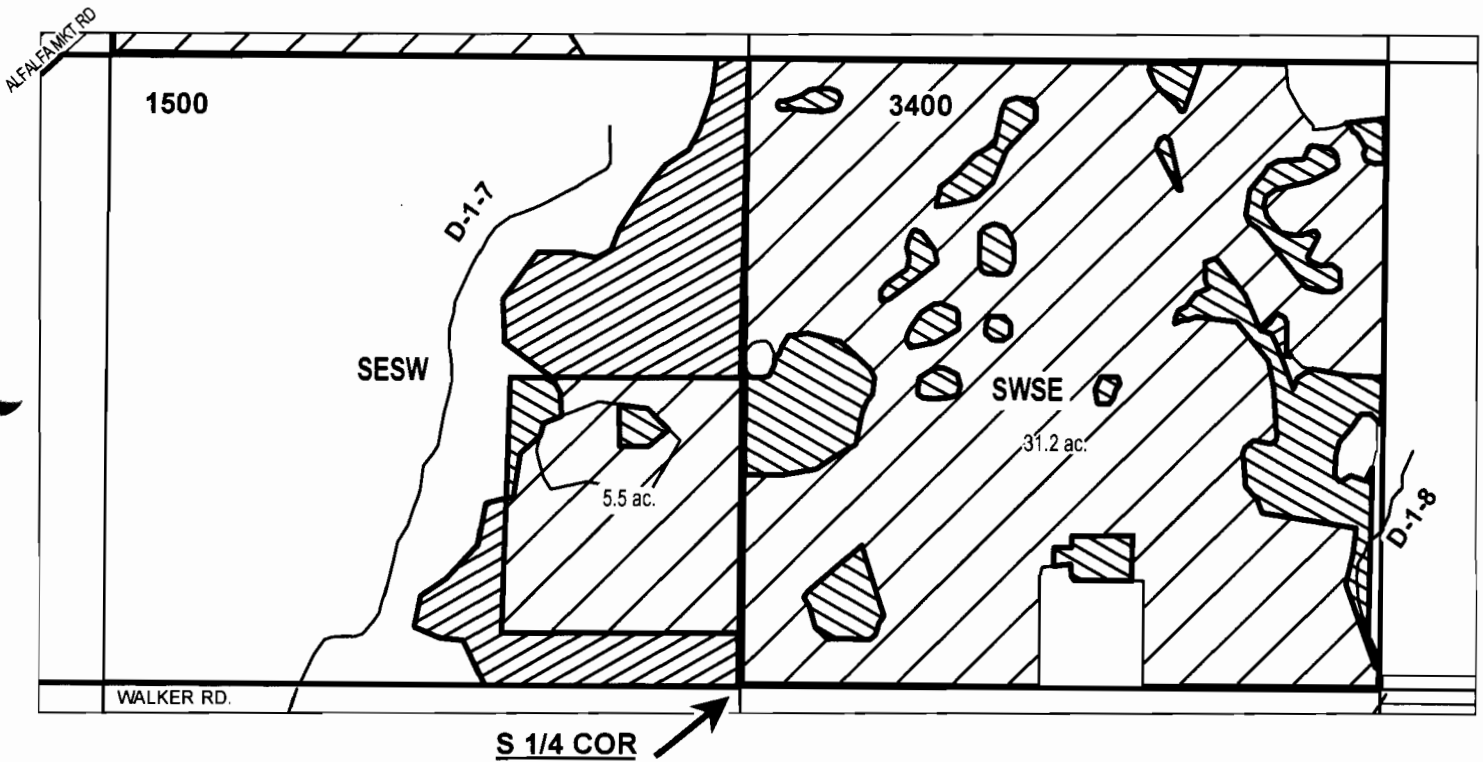 ALFALFA MKT RD
1500
3400
D-1-7
SESW
SWSE
31.2 ac.
5.5 ac.
D-1-8
WALKER RD.
S 1/4 COR